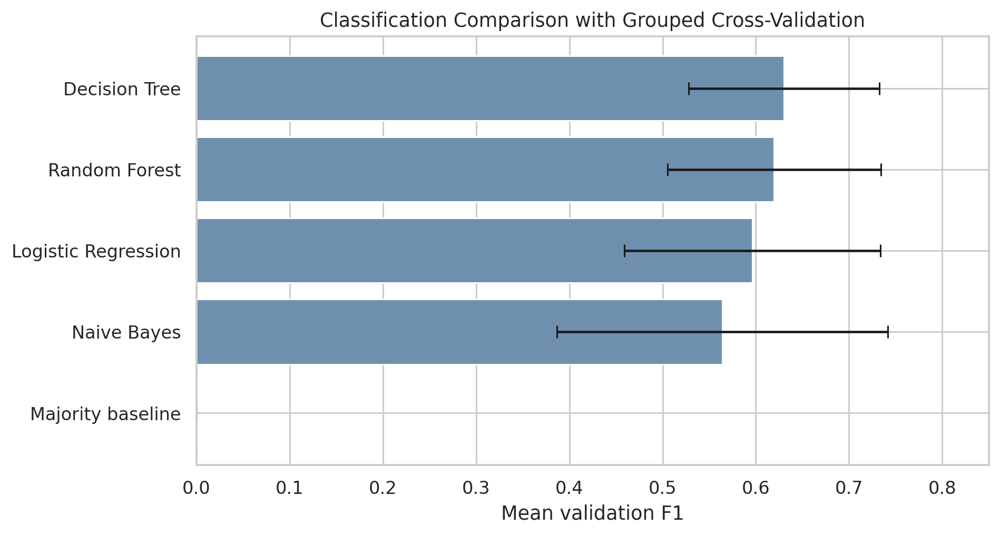 Classification Comparison with Grouped Cross-Validation
Decision Tree
Random Forest
Logistic Regression
Naive Bayes
Majority baseline
0.0 0.1 0.2 0.3 0.4 0.5 0.6 0.7 0.8
Mean validation F1